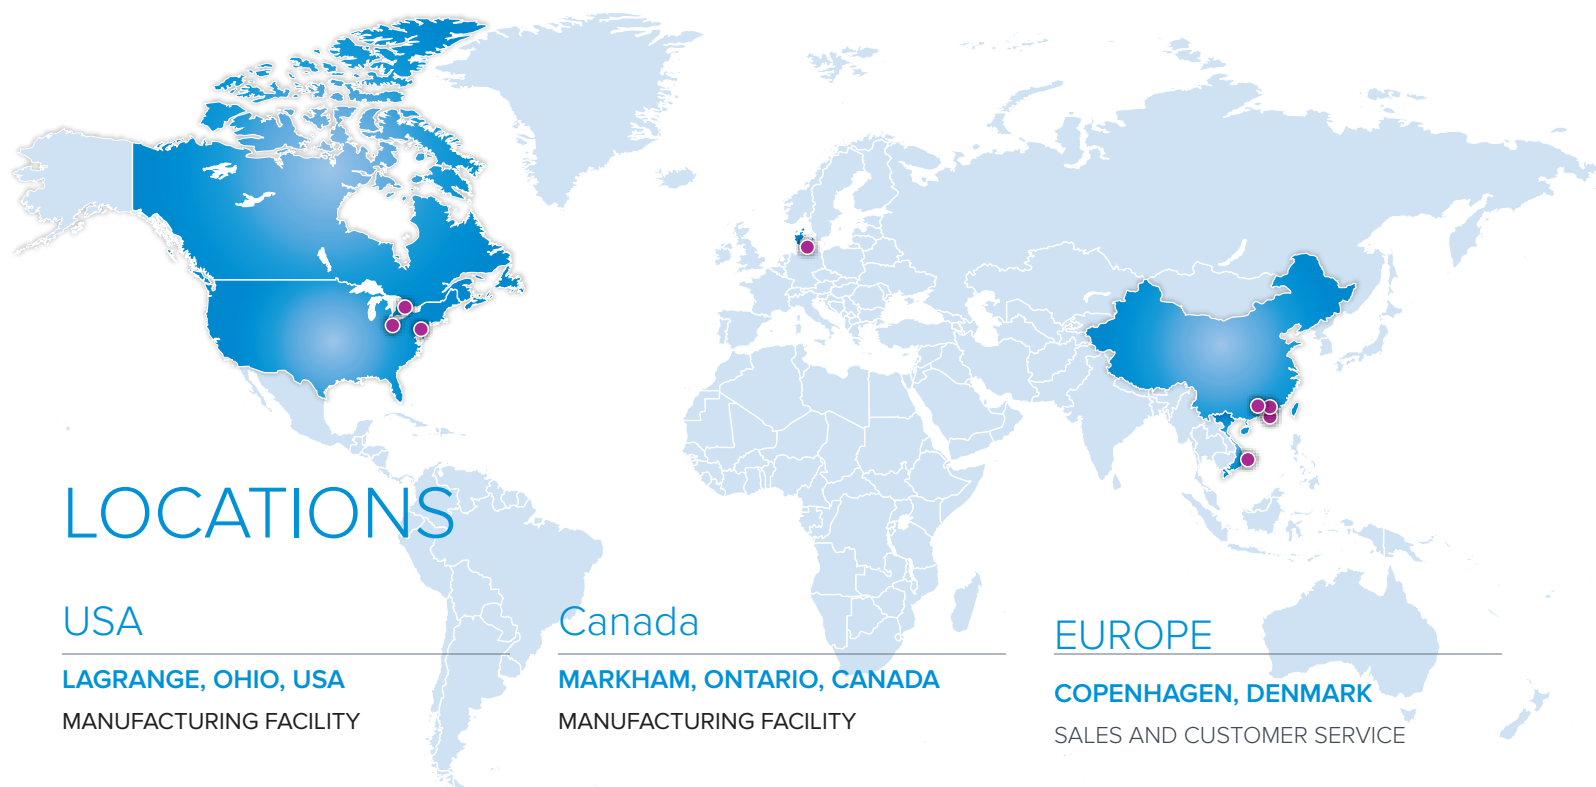 LOCATIONS
USA
LAGRANGE, OHIO, USA
MANUFACTURING FACILITY
Canada
MARKHAM, ONTARIO, CANADA
MANUFACTURING FACILITY
EUROPE
COPENHAGEN, DENMARK
SALES AND CUSTOMER SERVICE